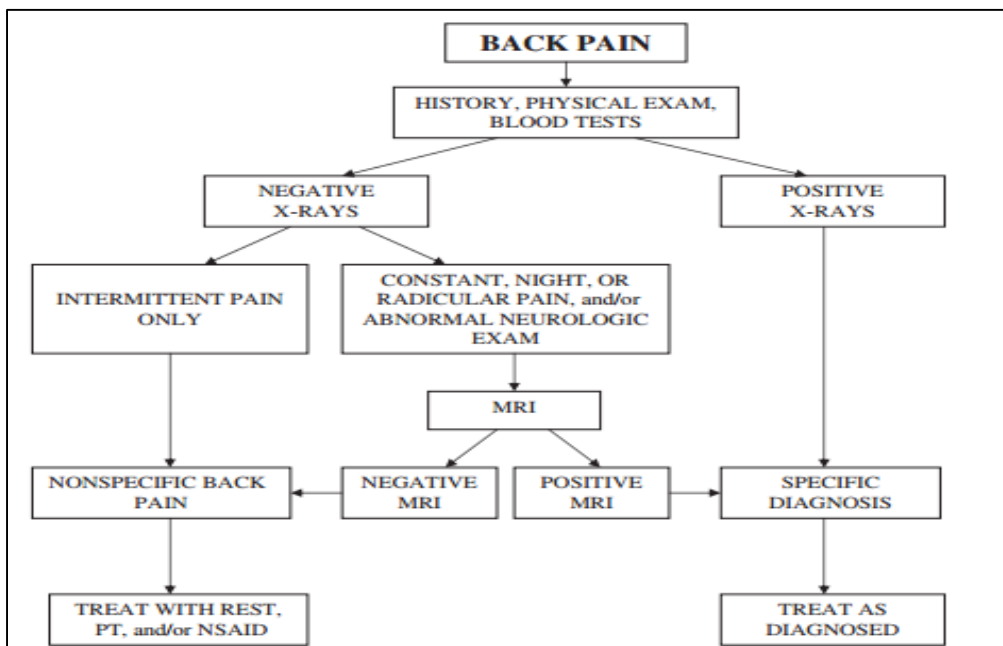 BACK PAIN
HISTORY, PHYSICAL EXAM,
BLOOD TESTS
NEGATIVE
X-RAYS
POSITIVE
X-RAYS
INTERMITTENT PAIN
ONLY
CONSTANT, NIGHT, OR
RADICULAR PAIN, and/or
ABNORMAL NEUROLOGIC
EXAM
MRI
NONSPECIFIC BACK
PAIN
NEGATIVE
MRI
POSITIVE
MRI
SPECIFIC
DIAGNOSIS
TREAT WITH REST,
PT, and/or NSAID
TREAT AS
DIAGNOSED